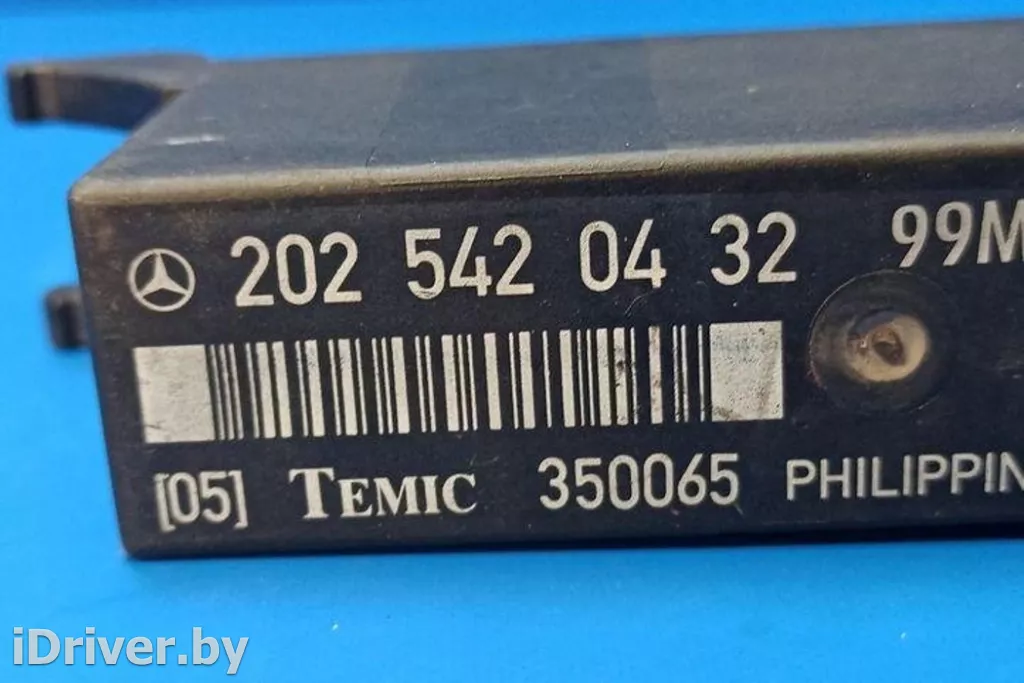 202 542 04 32 99M
[05] TEMIC 350065 PHILIPPIN
iDriver.by